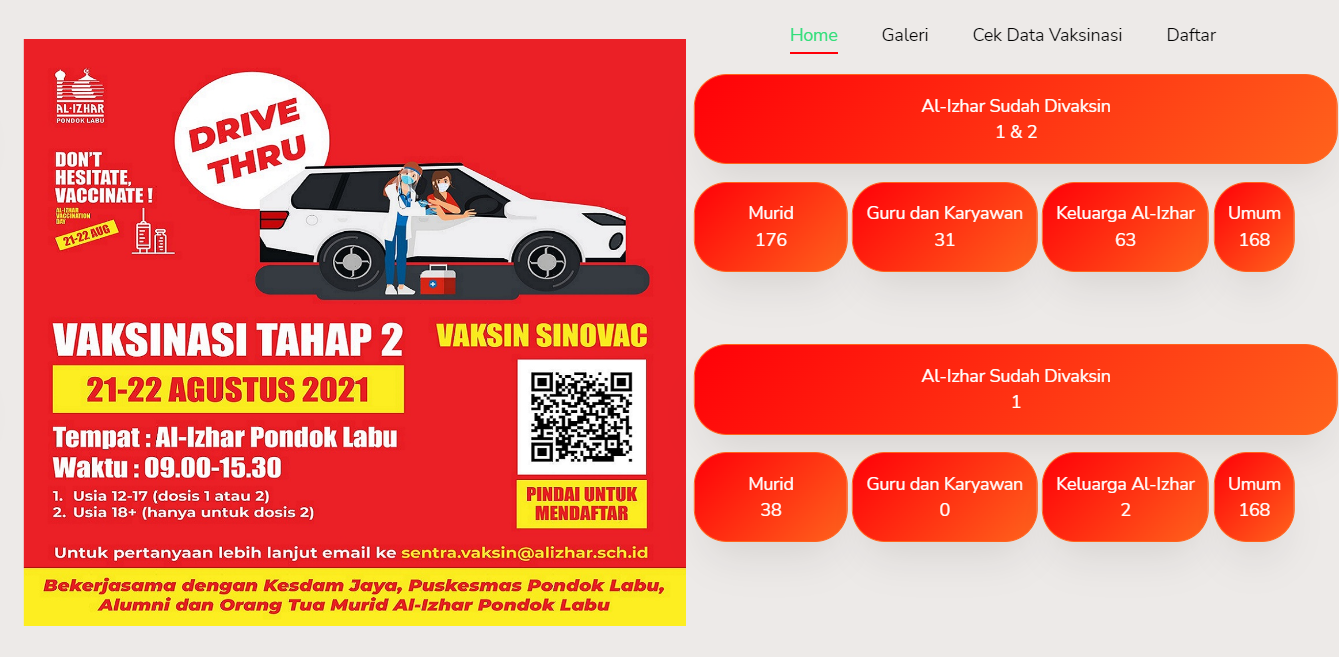 AL-IZHAR
PONDOK LABU
DON'T
HESITATE,
VACCINATE !
AL-IZHAR
VACCINATION
DAY
21-22 AUG
DRIVE
THRU
VAKSINASI TAHAP 2
21-22 AGUSTUS 2021
Tempat : Al-Izhar Pondok Labu
Waktu : 09.00-15.30
1. Usia 12-17 (dosis 1 atau 2)
2. Usia 18+ (hanya untuk dosis 2)
VAKSIN SINOVAC
PINDAI UNTUK
MENDAFTAR
Untuk pertanyaan lebih lanjut email ke sentra.vaksin@alizhar.sch.id
Bekerjasama dengan Kesdam Jaya, Puskesmas Pondok Labu,
Alumni dan Orang Tua Murid Al-Izhar Pondok Labu
Home Galeri Cek Data Vaksinasi Daftar
Al-Izhar Sudah Divaksin
1 & 2
Murid
176
Guru dan Karyawan
31
Keluarga Al-Izhar
63
Umum
168
Al-Izhar Sudah Divaksin
1
Murid
38
Guru dan Karyawan
0
Keluarga Al-Izhar
2
Umum
168